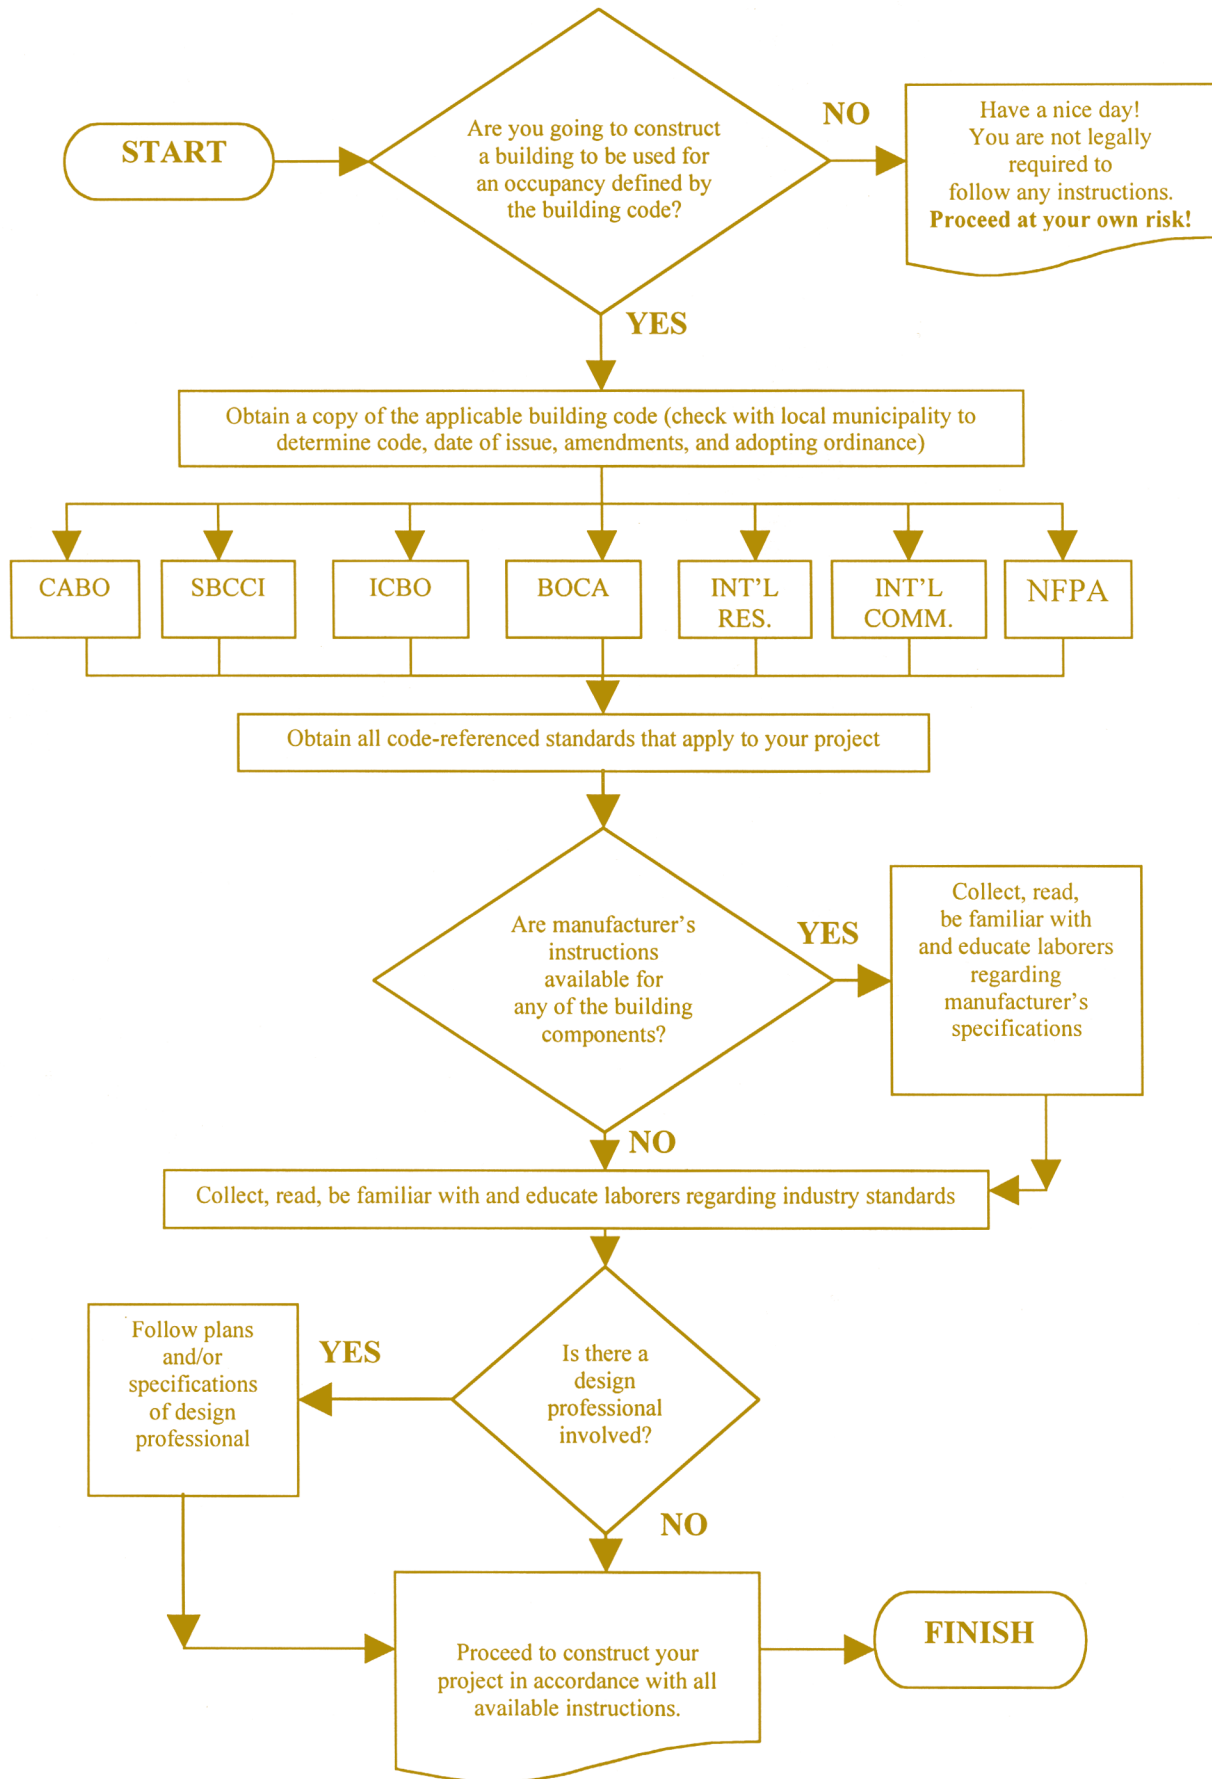 START
Are you going to construct
a building to be used for
an occupancy defined by
the building code?
NO
Have a nice day!
You are not legally
required to
follow any instructions.
Proceed at your own risk!
YES
Obtain a copy of the applicable building code (check with local municipality to
determine code, date of issue, amendments, and adopting ordinance)
CABO
SBCCI
ICBO
BOCA
INT'L
RES.
INT'L
COMM.
NFPA
Obtain all code-referenced standards that apply to your project
Are manufacturer's
instructions
available for
any of the building
components?
YES
Collect, read,
be familiar with
and educate laborers
regarding
manufacturer's
specifications
NO
Collect, read, be familiar with and educate laborers regarding industry standards
Is there a
design
professional
involved?
YES
Follow plans
and/or
specifications
of design
professional
NO
Proceed to construct your
project in accordance with all
available instructions.
FINISH